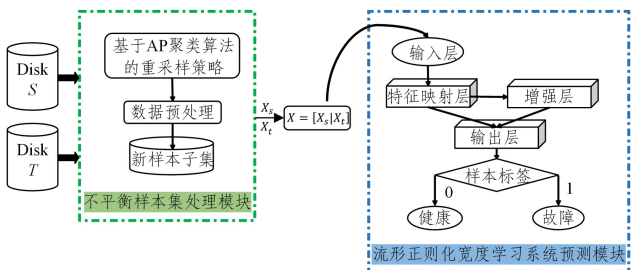 Disk
S
Disk
T
基于AP聚类算法
的重采样策略
数据预处理
新样本子集
不平衡样本集处理模块
Xs
Xt
X = [Xs|Xt]
输入层
特征映射层
增强层
输出层
样本标签
0
1
健康
故障
流形正则化宽度学习系统预测模块